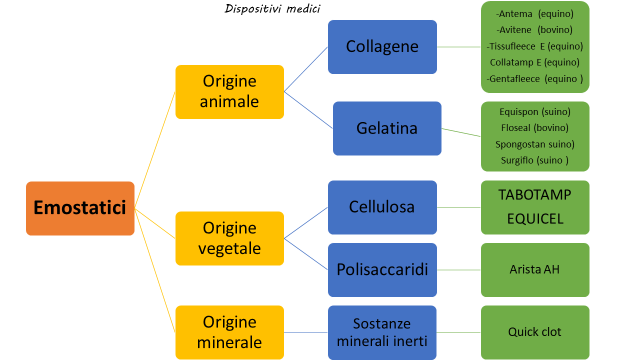 Dispositivi medici
Emostatici
Origine
animale
Collagene
-Antema (equino)
-Avitene (bovino)
-Tissufleece E (equino)
Collatamp E (equino)
-Gentafleece (equino )
Gelatina
Equispon (suino)
Floseal (bovino)
Spongostan suino)
Surgiflo (suino )
Origine
vegetale
Cellulosa
TABOTAMP
EQUICEL
Polisaccaridi
Arista AH
Origine
minerale
Sostanze
minerali inerti
Quick clot